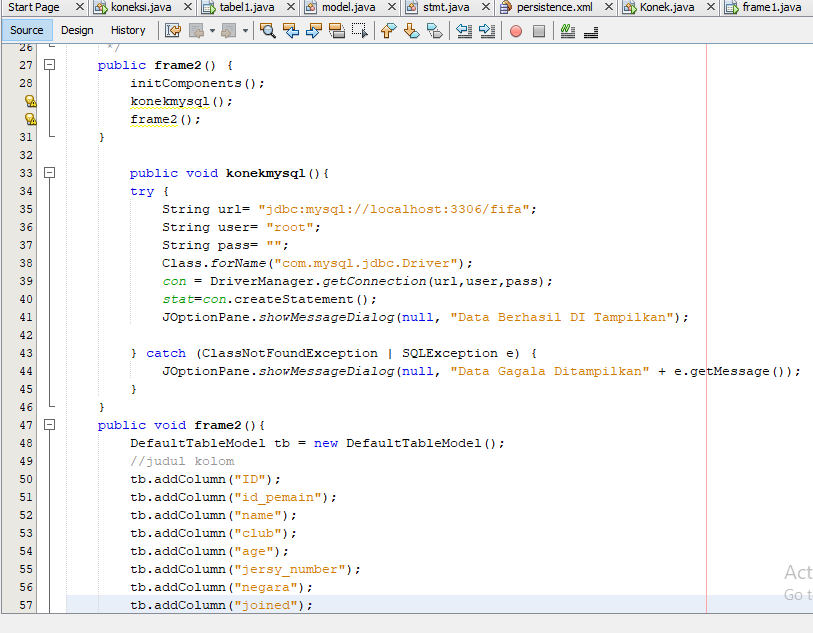 Start Page koneksi.java tabel1.java model.java stmt.java persistence.xml Konek.java frame1.java
Source Design History
26 */
27 public frame2() {
28 initComponents();
konekmysql();
frame2();
31 }
32
33 public void konekmysql(){
34 try {
35 String url= "jdbc:mysql://localhost:3306/fifa";
36 String user= "root";
37 String pass= "";
38 Class.forName("com.mysql.jdbc.Driver");
39 con = DriverManager.getConnection(url,user,pass);
40 stat=con.createStatement();
41 JOptionPane.showMessageDialog(null, "Data Berhasil DI Tampilkan");
42
43 } catch (ClassNotFoundException | SQLException e) {
44 JOptionPane.showMessageDialog(null, "Data Gagala Ditampilkan" + e.getMessage());
45 }
46 }
47 public void frame2(){
48 DefaultTableModel tb = new DefaultTableModel();
49 //judul kolom
50 tb.addColumn("ID");
51 tb.addColumn("id_pemain");
52 tb.addColumn("name");
53 tb.addColumn("club");
54 tb.addColumn("age");
55 tb.addColumn("jersy_number");
56 tb.addColumn("negara");
57 tb.addColumn("joined");
Act
Go t